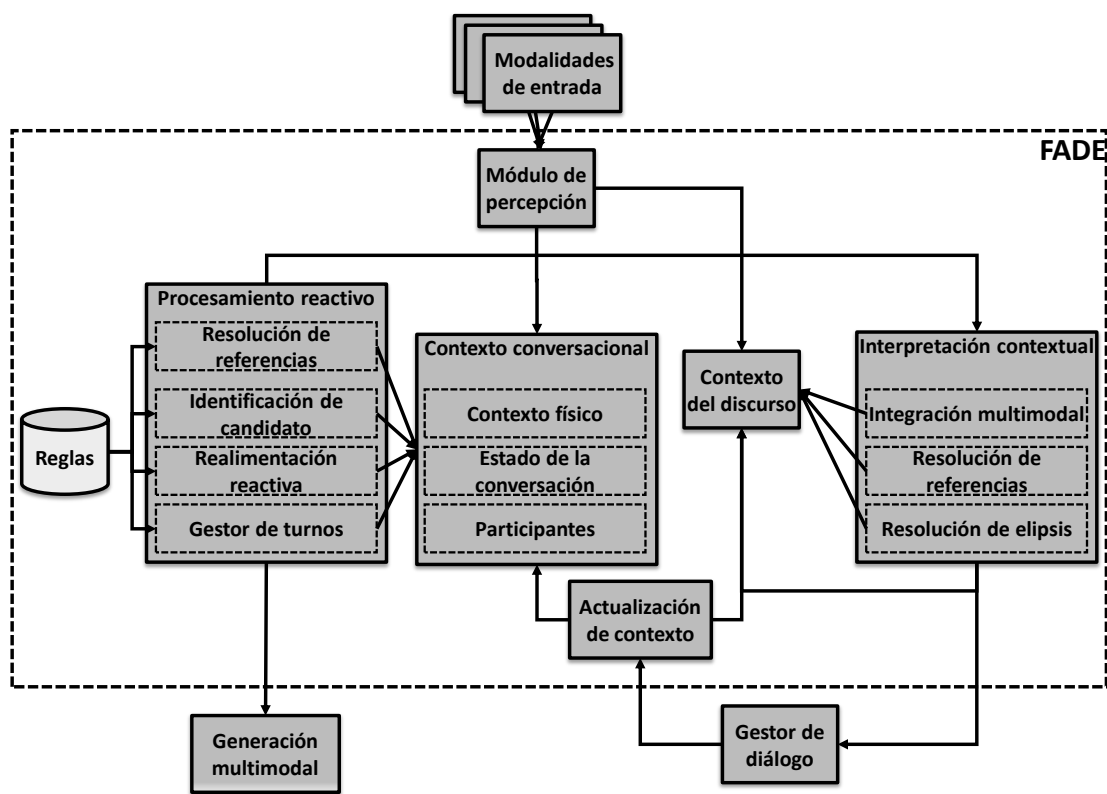 Modalidades
de entrada
FADE
Módulo de
percepción
Procesamiento reactivo
Resolución de
referencias
Identificación de
candidato
Realimentación
reactiva
Gestor de turnos
Reglas
Contexto conversacional
Contexto físico
Estado de la
conversación
Participantes
Contexto
del discurso
Interpretación contextual
Integración multimodal
Resolución de
referencias
Resolución de elipsis
Actualización
de contexto
Generación
multimodal
Gestor de
diálogo